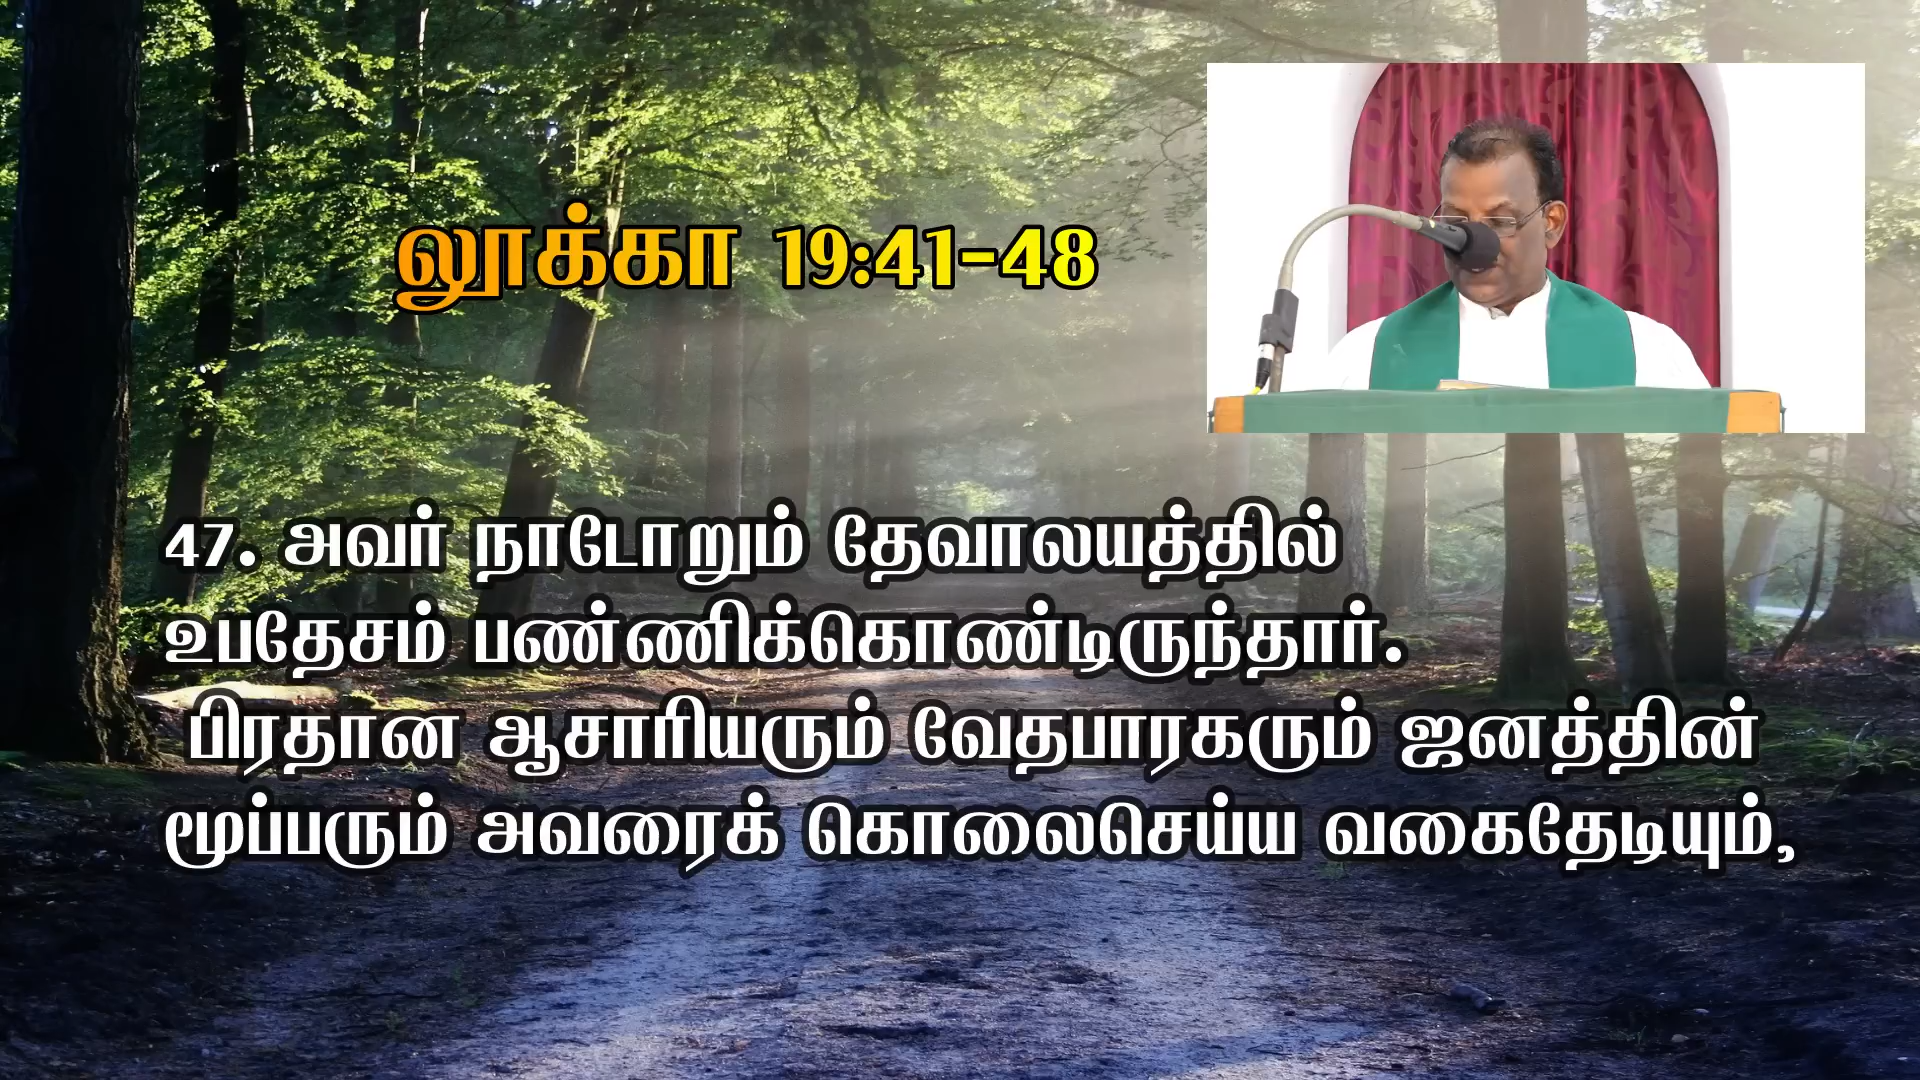 லூக்கா 19:41-48
47. அவர் நாடோறும் தேவாலயத்தில்
உபதேசம் பண்ணிக்கொண்டிருந்தார்.
பிரதான ஆசாரியரும் வேதபாரகரும் ஜனத்தின்
மூப்பரும் அவரைக் கொலைசெய்ய வகைதேடியும்,